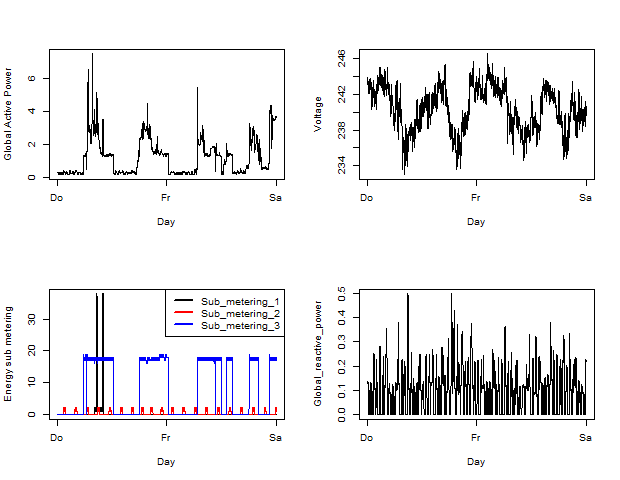 Global Active Power
0 2 4 6
Do Fr Sa
Day
Voltage
234 238 242 246
Do Fr Sa
Day
Energy sub metering
0 10 20 30
Sub_metering_1
Sub_metering_2
Sub_metering_3
Do Fr Sa
Day
Global_reactive_power
0.0 0.1 0.2 0.3 0.4 0.5
Do Fr Sa
Day